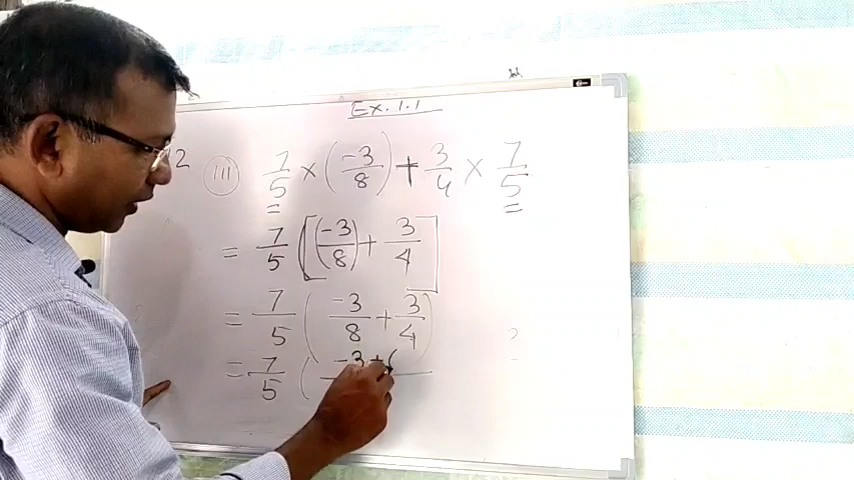 Ex. 1.1
2 (iii) 7/5 × (-3/8) + 3/4 × 7/5
= 7/5 [(-3/8) + 3/4]
= 7/5 (-3/8 + 3/4)
= 7/5 ( -3 +